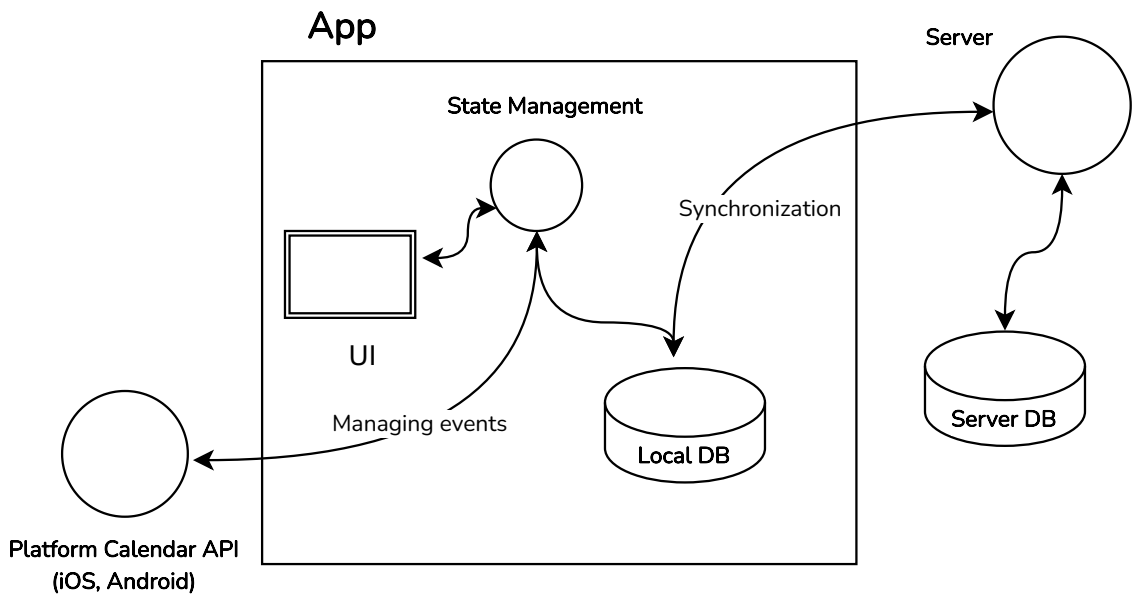 App
Server
State Management
Synchronization
UI
Managing events
Server DB
Local DB
Platform Calendar API
(iOS, Android)